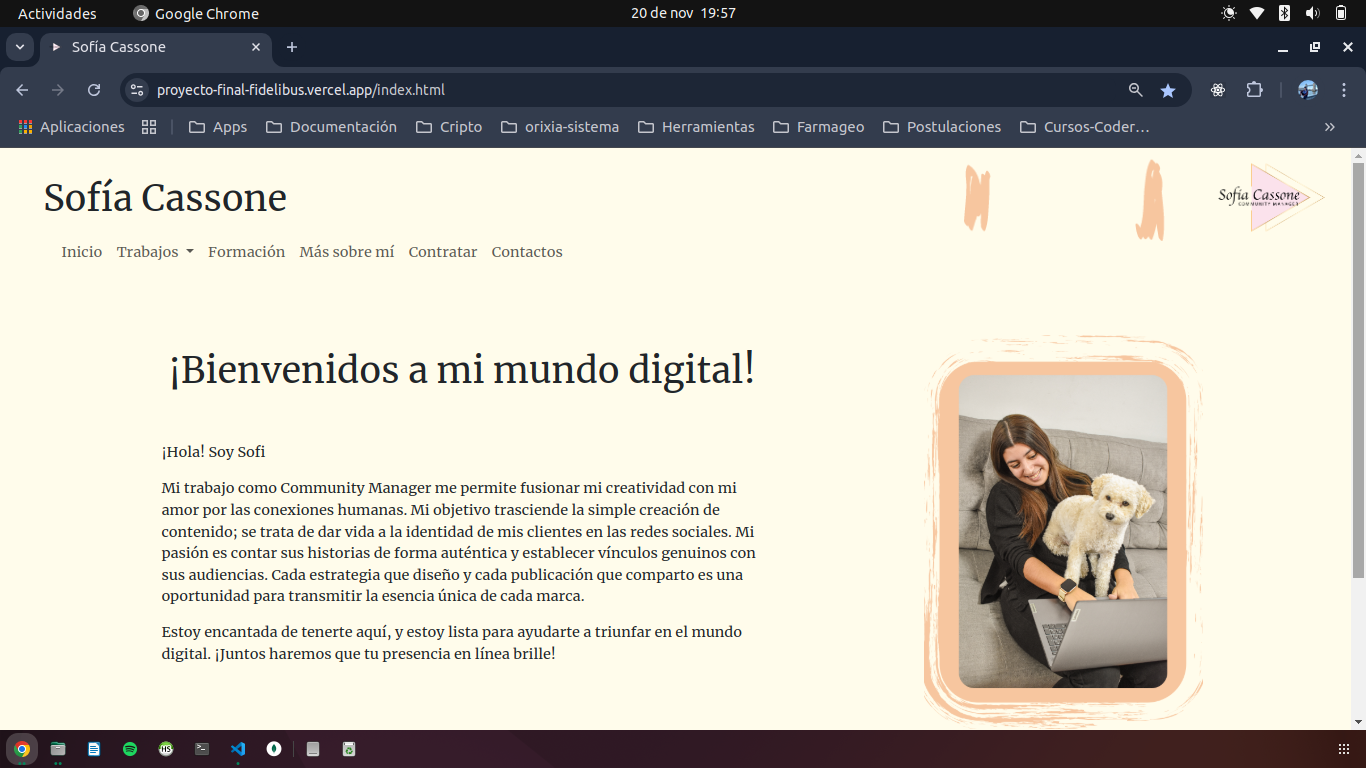 Actividades
Google Chrome
20 de nov 19:57
Sofía Cassone
proyecto-final-fidelibus.vercel.app/index.html
Aplicaciones
Apps
Documentación
Cripto
orixia-sistema
Herramientas
Farmageo
Postulaciones
Cursos-Coder…
Sofía Cassone
Sofía Cassone
COMMUNITY MANAGER
Inicio
Trabajos
Formación
Más sobre mí
Contratar
Contactos
¡Bienvenidos a mi mundo digital!
¡Hola! Soy Sofi
Mi trabajo como Community Manager me permite fusionar mi creatividad con mi
amor por las conexiones humanas. Mi objetivo trasciende la simple creación de
contenido; se trata de dar vida a la identidad de mis clientes en las redes sociales. Mi
pasión es contar sus historias de forma auténtica y establecer vínculos genuinos con
sus audiencias. Cada estrategia que diseño y cada publicación que comparto es una
oportunidad para transmitir la esencia única de cada marca.
Estoy encantada de tenerte aquí, y estoy lista para ayudarte a triunfar en el mundo
digital. ¡Juntos haremos que tu presencia en línea brille!
HS